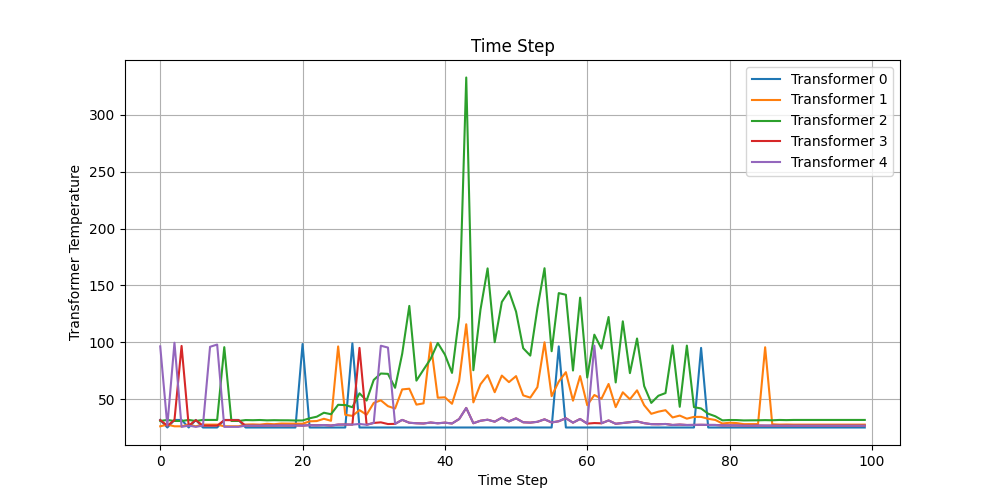 Time Step
Transformer 0
Transformer 1
Transformer 2
Transformer 3
Transformer 4
Transformer Temperature
300
250
200
150
100
50
0
20
40
60
80
100
Time Step